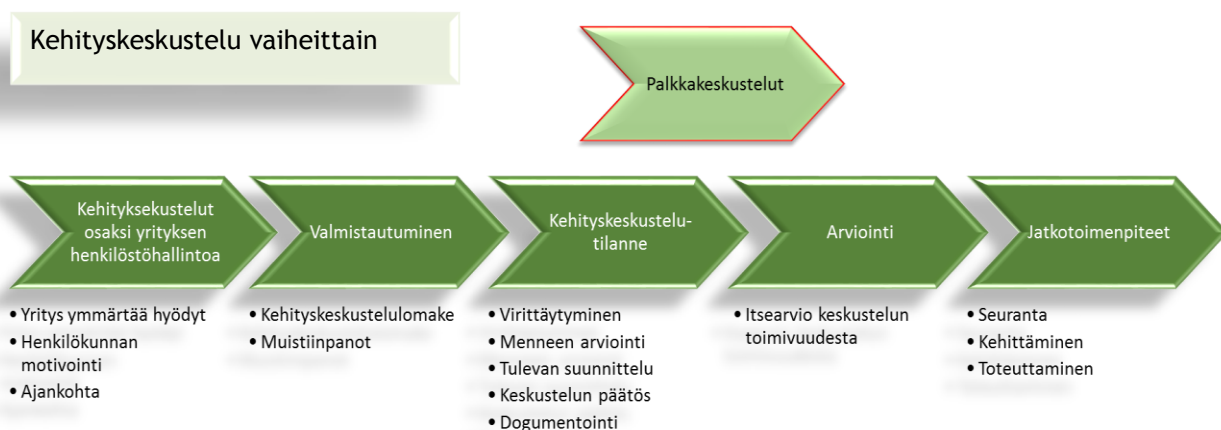 Kehityskeskustelu vaiheittain
Palkkakeskustelut
Kehityksekustelut
osaksi yrityksen
henkilöstöhallintoa
• Yritys ymmärtää hyödyt
• Henkilökunnan
motivointi
• Ajankohta
Valmistautuminen
• Kehityskeskustelulomake
• Muistiinpanot
Kehityskeskustelu-
tilanne
• Virittäytyminen
• Menneen arviointi
• Tulevan suunnittelu
• Keskustelun päätös
• Dogumentointi
Arviointi
• Itsearvio keskustelun
toimivuudesta
Jatkotoimenpiteet
• Seuranta
• Kehittäminen
• Toteuttaminen